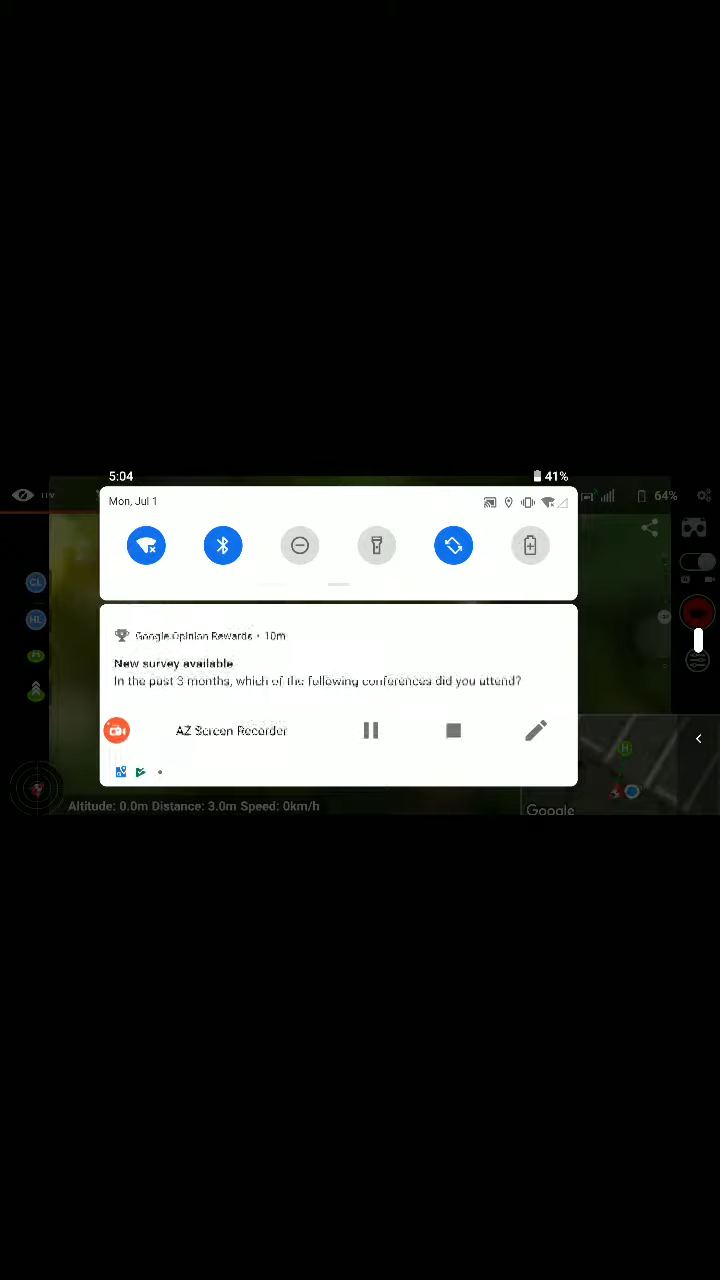 5:04
41%
Mon, Jul 1
64%
CL
HL
H
Google Opinion Rewards • 10m
New survey available
In the past 3 months, which of the following conferences did you attend?
AZ Screen Recorder
H
Altitude: 0.0m Distance: 3.0m Speed: 0km/h
Google